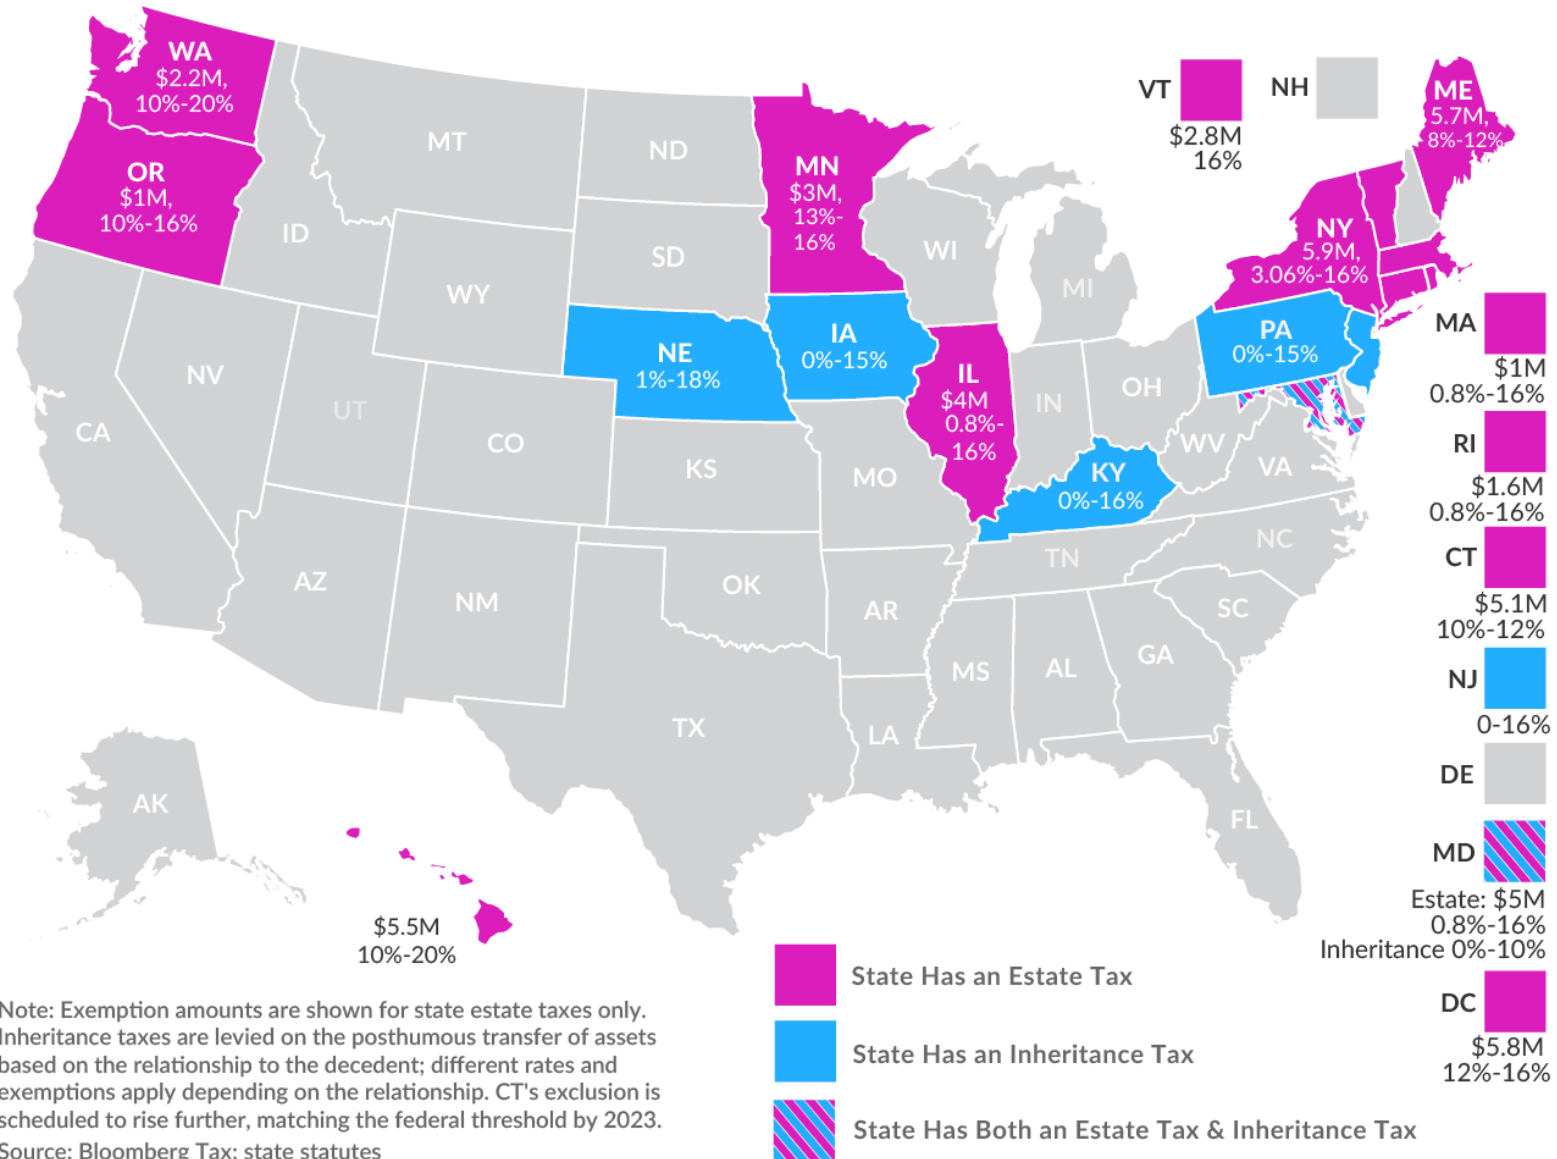 WA
$2.2M,
10%-20%
OR
$1M,
10%-16%
MT
ID
WY
NV
UT
CA
CO
AZ
NM
ND
SD
NE
1%-18%
KS
OK
TX
MN
$3M,
13%-
16%
IA
0%-15%
MO
AR
LA
WI
IL
$4M
0.8%-
16%
MI
IN
OH
KY
0%-16%
TN
MS
AL
GA
FL
SC
NC
VA
WV
PA
0%-15%
NY
5.9M,
3.06%-16%
VT
$2.8M
16%
NH
ME
5.7M,
8%-12%
MA
$1M
0.8%-16%
RI
$1.6M
0.8%-16%
CT
$5.1M
10%-12%
NJ
0-16%
DE
MD
Estate: $5M
0.8%-16%
Inheritance 0%-10%
DC
$5.8M
12%-16%
AK
$5.5M
10%-20%
State Has an Estate Tax
State Has an Inheritance Tax
State Has Both an Estate Tax & Inheritance Tax
Note: Exemption amounts are shown for state estate taxes only.
Inheritance taxes are levied on the posthumous transfer of assets
based on the relationship to the decedent; different rates and
exemptions apply depending on the relationship. CT's exclusion is
scheduled to rise further, matching the federal threshold by 2023.
Source: Bloomberg Tax; state statutes